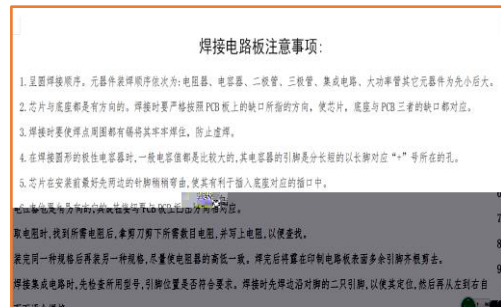 焊接电路板注意事项:
1.呈圆焊接顺序。元器件装焊顺序依次为:电阻器、电容器、二极管、三极管、集成电路、大功率管其它元器件为先小后大。
2.芯片与底座都是有方向的。焊接时要严格按照PCB板上的缺口所指的方向,使芯片,底座与PCB三者的缺口都对应。
3.焊接时要使焊点周围都有锡将其牢牢焊住,防止虚焊。
4.在焊接圆形的极性电容器时,一般电容值都是比较大的,其电容器的引脚是分长短的以长脚对应“+”号所在的孔。
5.芯片在安装前最好先两边的针脚稍稍弯曲,使其有利于插入底座对应的插口中。
取电阻时,找到所需电阻后,拿剪刀剪下所需数目电阻,并写上电阻,以便查找。
7
装完同一种规格后再装另一种规格,尽量使电阻器的高低一致。焊完后将露在印制电路板表面多余引脚齐根剪去。
8
焊接集成电路时,先检查所用型号,引脚位置是否符合要求。焊接时先焊边沿对脚的二只引脚,以使其定位,然后再从左到右自
9